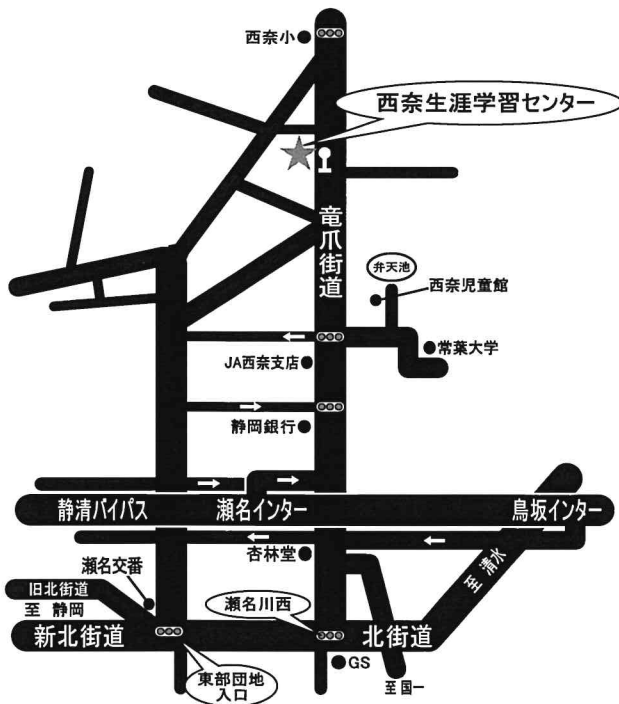 西奈小
西奈生涯学習センター
竜爪街道
弁天池
西奈児童館
JA西奈支店
常葉大学
静岡銀行
静清バイパス
瀬名インター
鳥坂インター
杏林堂
至 清水
瀬名交番
旧北街道
至 静岡
瀬名川西
新北街道
北街道
東部団地
入口
GS
至国一